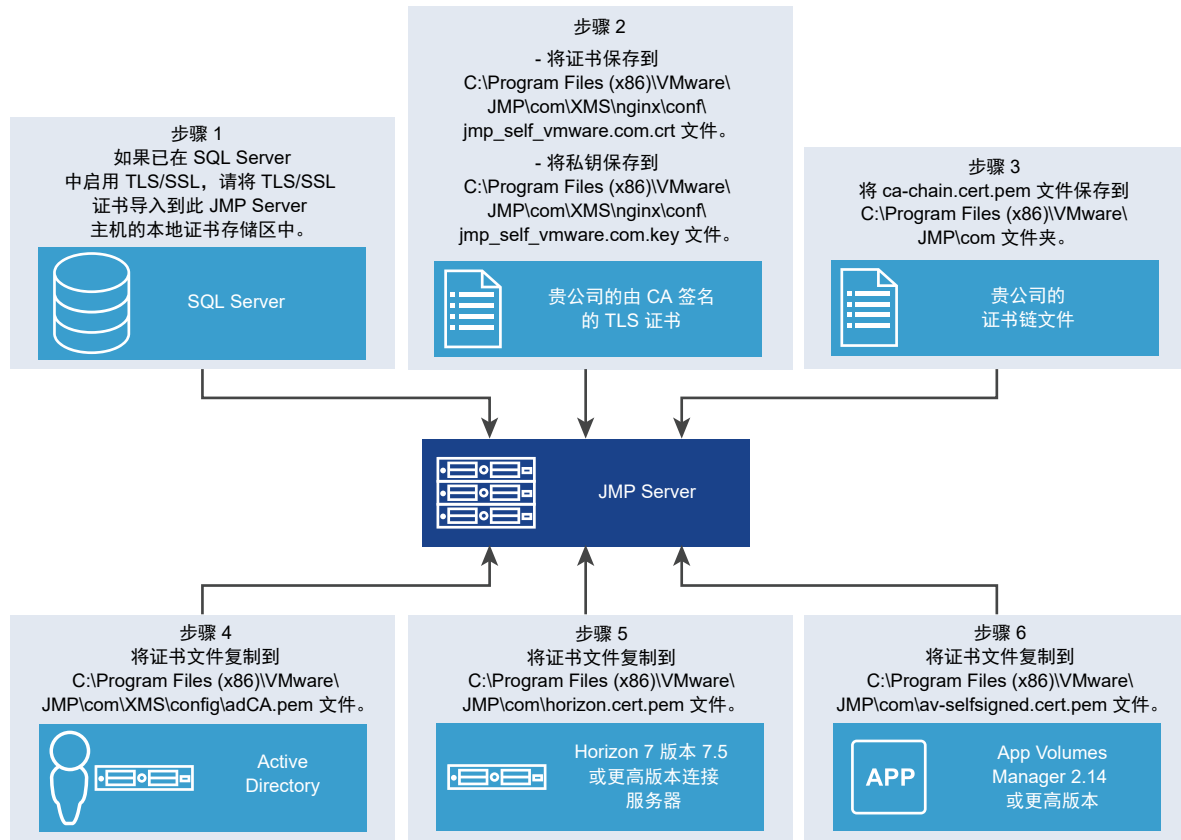 步骤 1
如果已在 SQL Server
中启用 TLS/SSL，请将 TLS/SSL
证书导入到此 JMP Server
主机的本地证书存储区中。
SQL Server
步骤 2
- 将证书保存到
C:\Program Files (x86)\VMware\
JMP\com\XMS\nginx\conf\
jmp_self_vmware.com.crt 文件。
- 将私钥保存到
C:\Program Files (x86)\VMware\
JMP\com\XMS\nginx\conf\
jmp_self_vmware.com.key 文件。
贵公司的由 CA 签名
的 TLS 证书
步骤 3
将 ca-chain.cert.pem 文件保存到
C:\Program Files (x86)\VMware\
JMP\com 文件夹。
贵公司的
证书链文件
JMP Server
步骤 4
将证书文件复制到
C:\Program Files (x86)\VMware\
JMP\com\XMS\config\adCA.pem 文件。
Active
Directory
步骤 5
将证书文件复制到
C:\Program Files (x86)\VMware\
JMP\com\horizon.cert.pem 文件。
Horizon 7 版本 7.5
或更高版本连接
服务器
步骤 6
将证书文件复制到
C:\Program Files (x86)\VMware\
JMP\com\av-selfsigned.cert.pem 文件。
APP
App Volumes
Manager 2.14
或更高版本